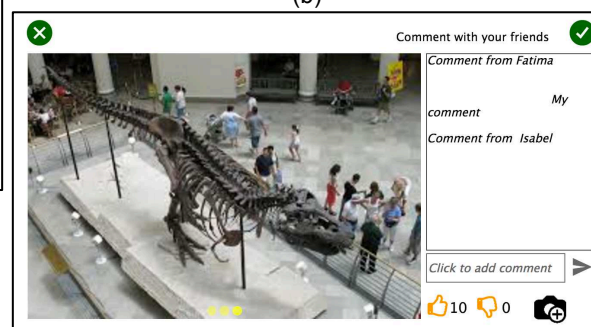 (b)
Comment with your friends
Comment from Fatima
My
comment
Comment from Isabel
Click to add comment
10 0